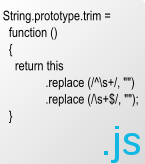 String.prototype.trim =
function ()
{
return this
.replace (/^\s+/, "")
.replace (/\s+$/, "");
}
.js